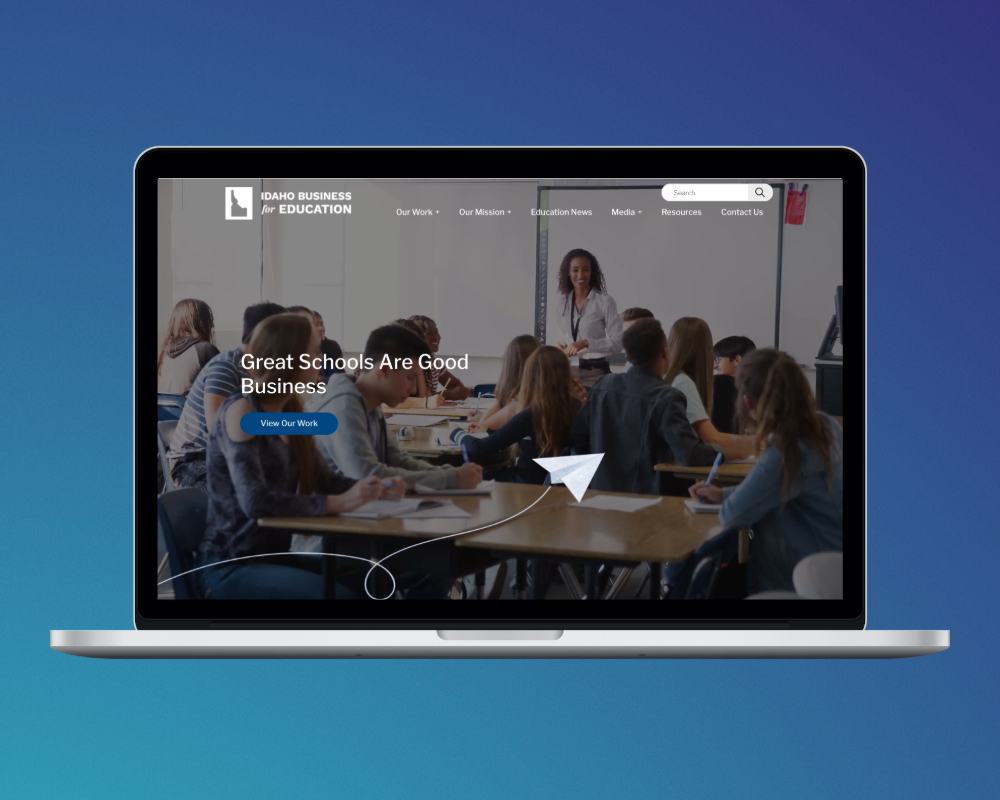 IDAHO BUSINESS
for EDUCATION
Search
Our Work +
Our Mission +
Education News
Media +
Resources
Contact Us
Great Schools Are Good
Business
View Our Work